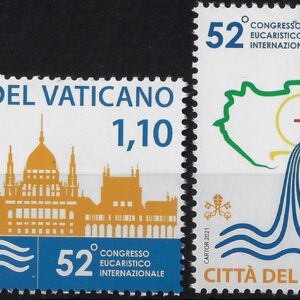 DEL VATICANO
1,10
52° CONGRESSO
EUCARISTICO
INTERNAZIONALE
52° CONGRESSO
EUCARISTICO
INTERNAZIONALE
CARTOR 2021
CITTÀ DEL